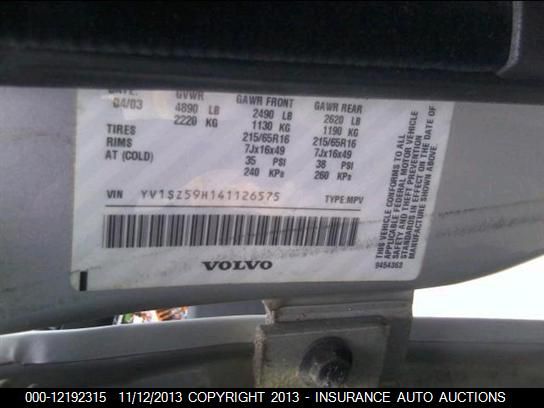 DATE: GVWR GAWR FRONT GAWR REAR
04/03 4890 LB 2490 LB 2620 LB
2220 KG 1130 KG 1190 KG
TIRES 215/65R16 215/65R16
RIMS 7Jx16x49 7Jx16x49
AT (COLD) 35 PSI 38 PSI
240 KPa 260 KPa
VIN YV1SZ59H141126575 TYPE: MPV
VOLVO
THIS VEHICLE CONFORMS TO ALL
APPLICABLE FEDERAL MOTOR VEHICLE
SAFETY AND THEFT PREVENTION
STANDARDS IN EFFECT ON THE DATE OF
MANUFACTURE SHOWN ABOVE.
9454363
000-12192315 11/12/2013 COPYRIGHT 2013 - INSURANCE AUTO AUCTIONS